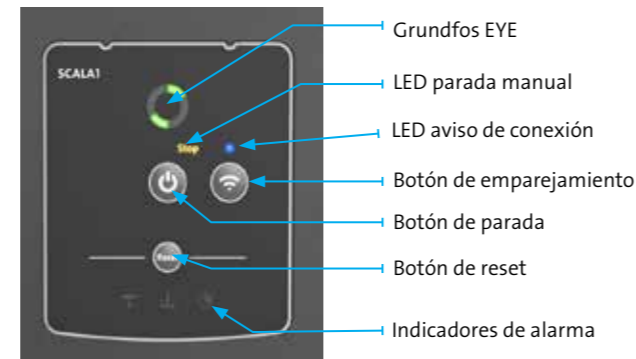 Grundfos EYE
SCALA1
LED parada manual
LED aviso de conexión
Stop
Botón de emparejamiento
Botón de parada
Reset
Botón de reset
Indicadores de alarma